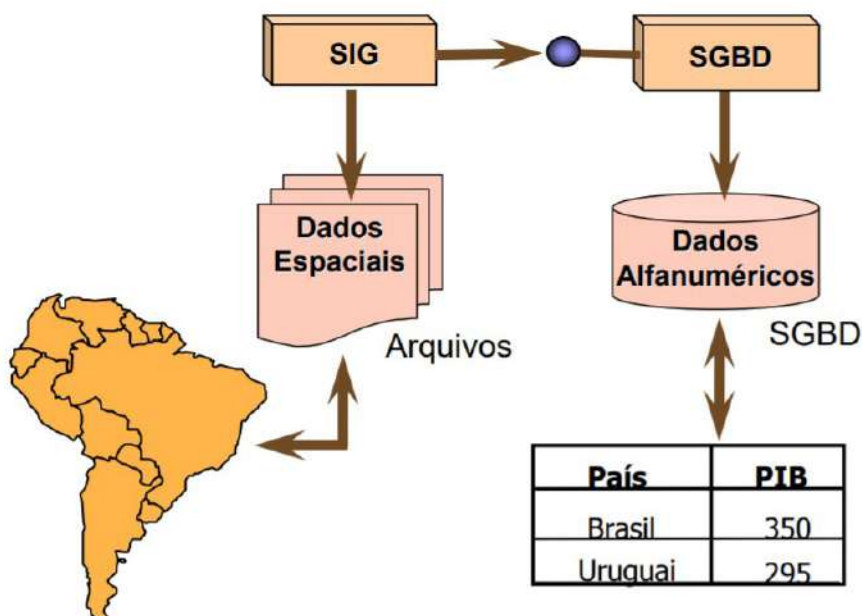 SIG
SGBD
Dados
Espaciais
Arquivos
Dados
Alfanuméricos
SGBD
País PIB
Brasil 350
Uruguai 295